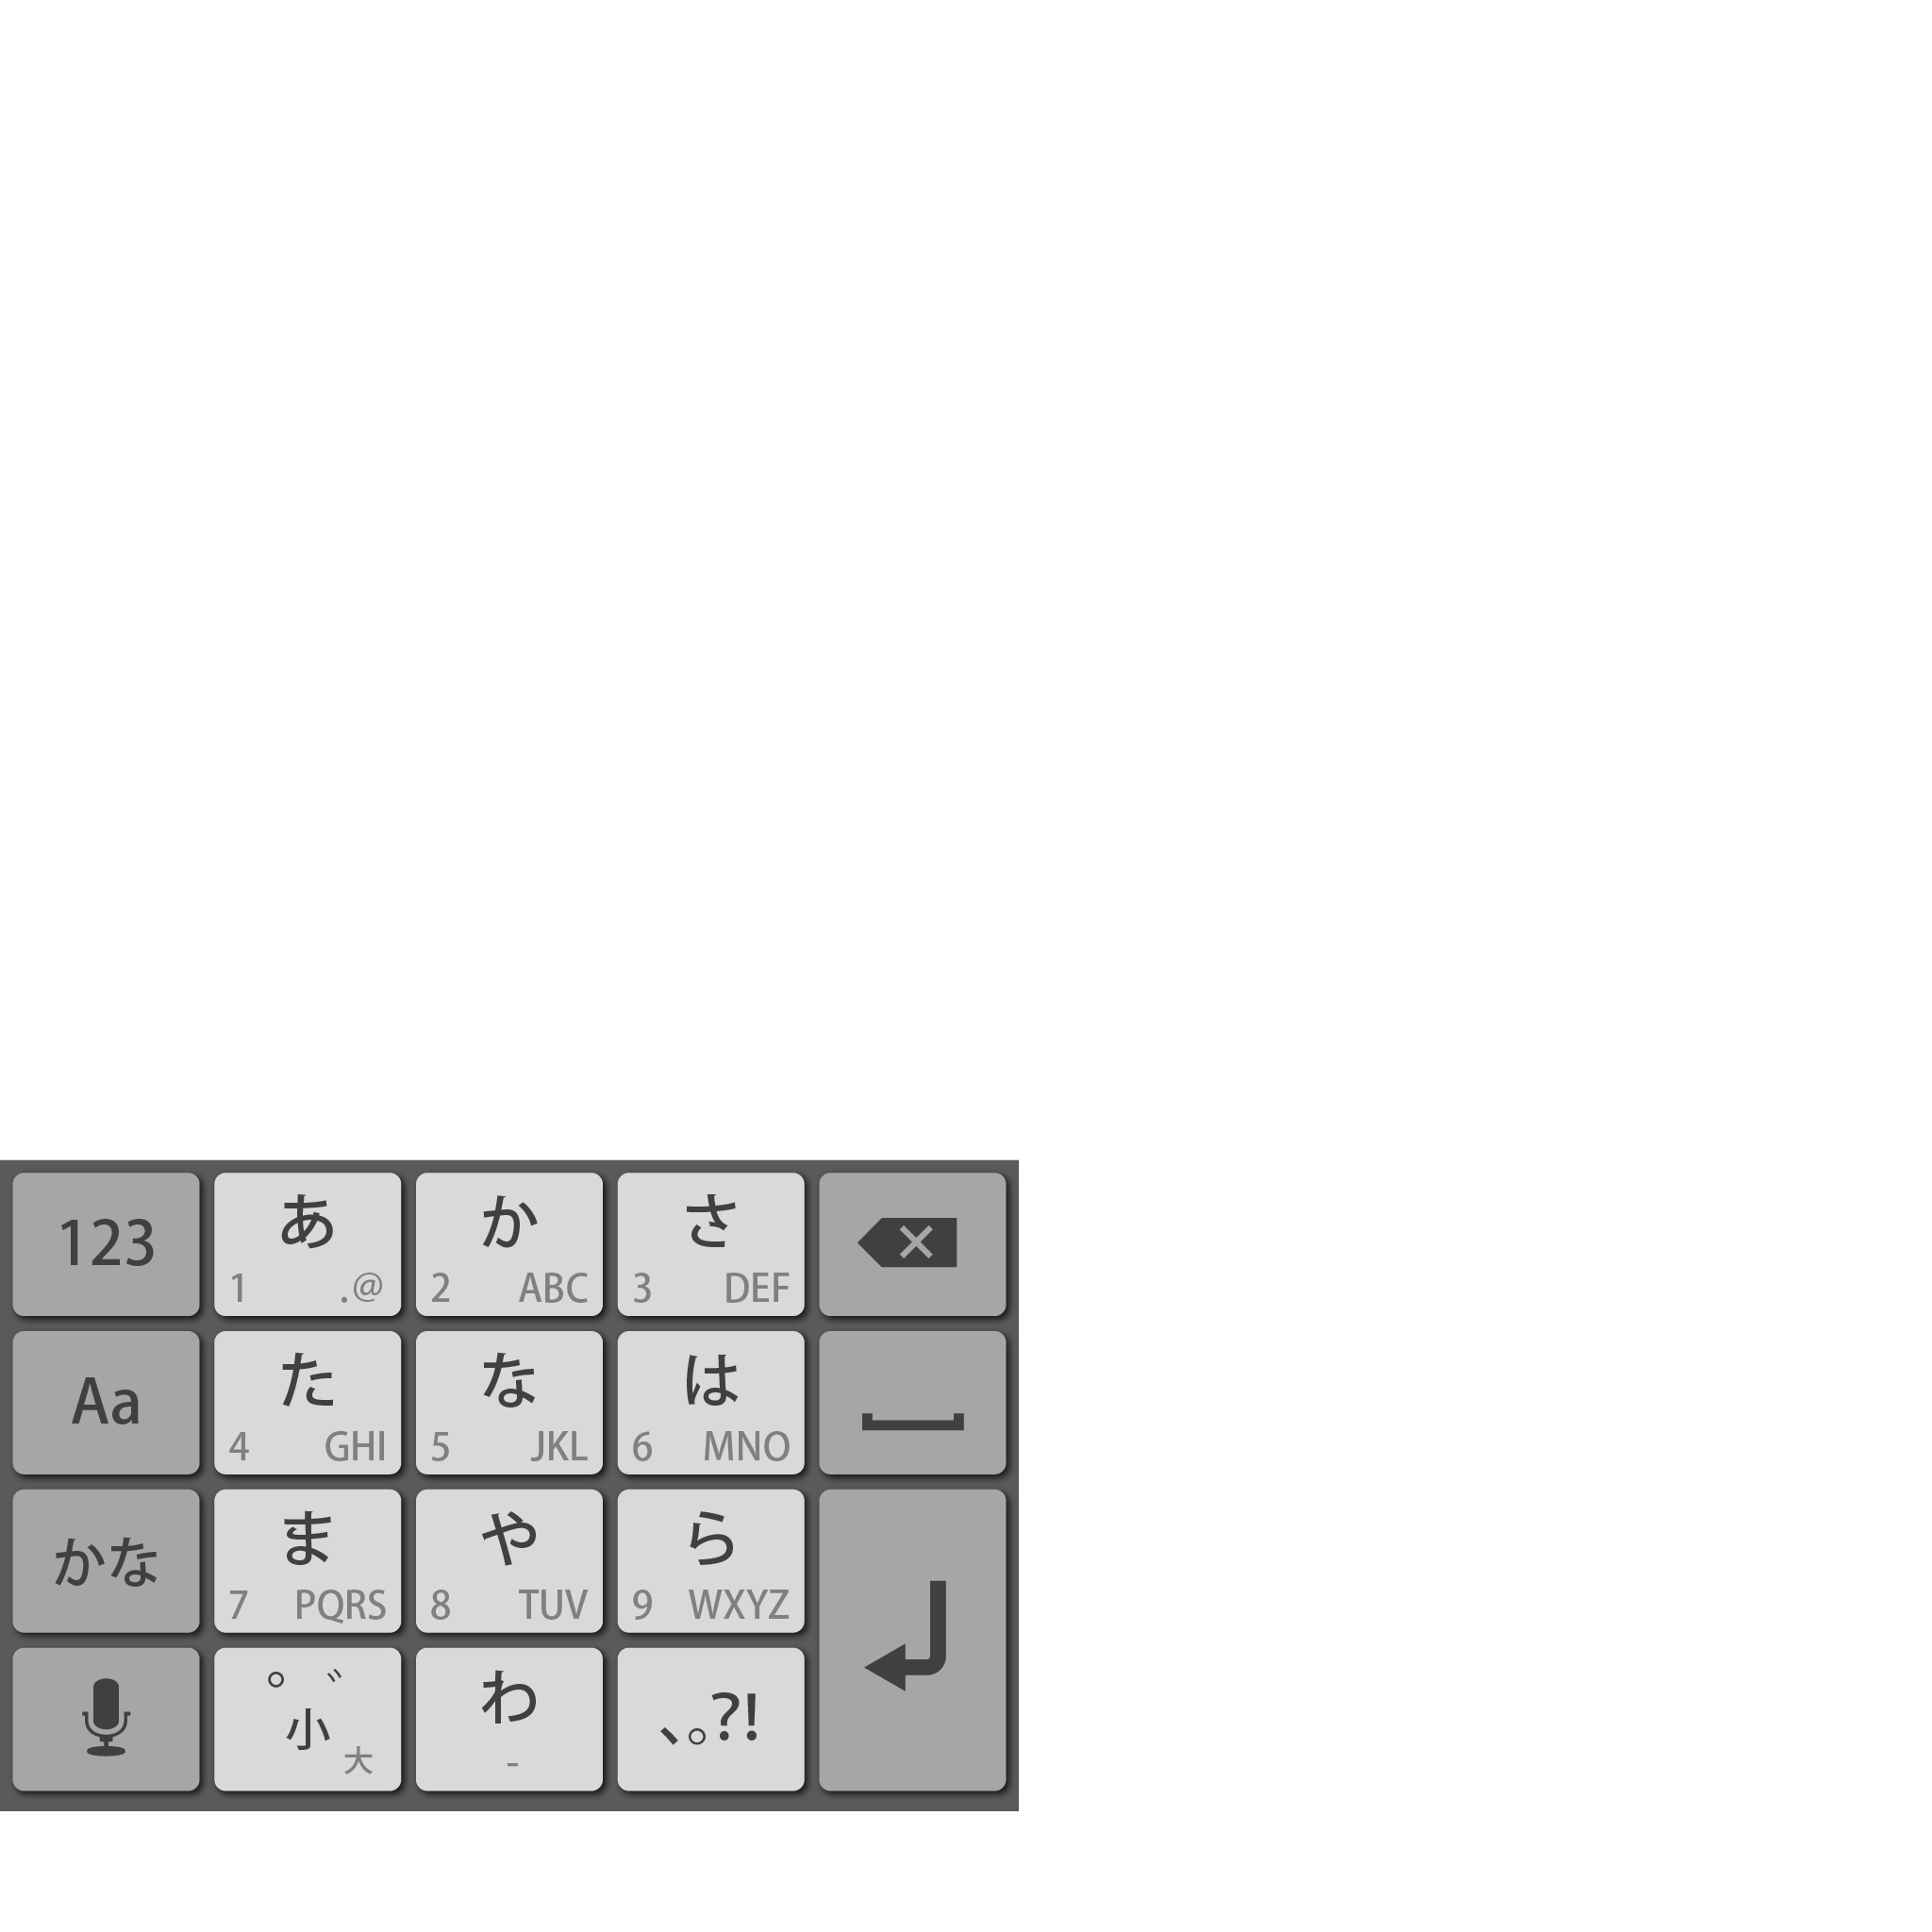 123 あ か さ
1 .@ 2 ABC 3 DEF
Aa た な は
4 GHI 5 JKL 6 MNO
かな ま や ら
7 PQRS 8 TUV 9 WXYZ
゜ ゛ わ 、。?!
小 大 -